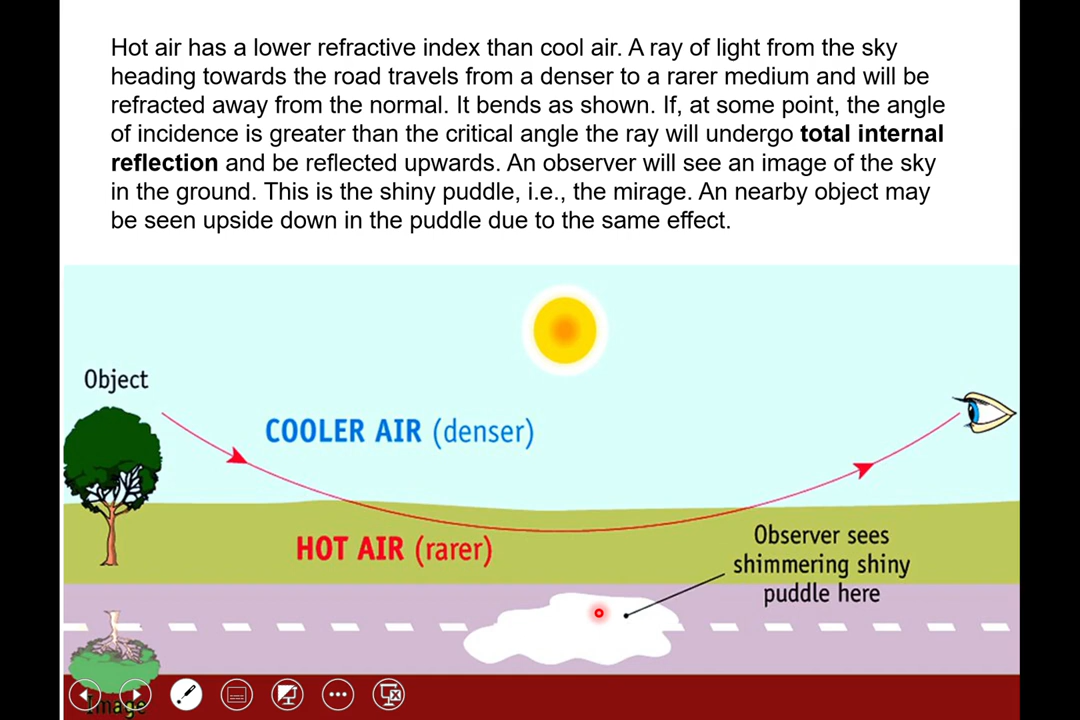 Hot air has a lower refractive index than cool air. A ray of light from the sky
heading towards the road travels from a denser to a rarer medium and will be
refracted away from the normal. It bends as shown. If, at some point, the angle
of incidence is greater than the critical angle the ray will undergo total internal
reflection and be reflected upwards. An observer will see an image of the sky
in the ground. This is the shiny puddle, i.e., the mirage. An nearby object may
be seen upside down in the puddle due to the same effect.
Object
COOLER AIR (denser)
HOT AIR (rarer)
Observer sees
shimmering shiny
puddle here
Image